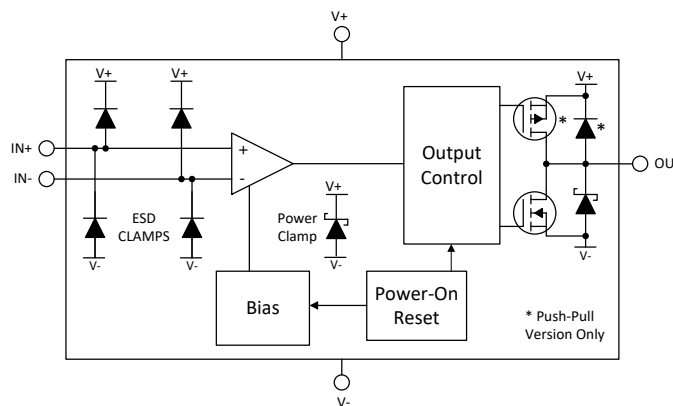 V+
V+
V+
V+
*
*
IN+
IN-
+
-
Output
Control
OU
ESD
CLAMPS
V+
Power
Clamp
V-
V-
V-
V-
Bias
Power-On
Reset
* Push-Pull
Version Only
V-